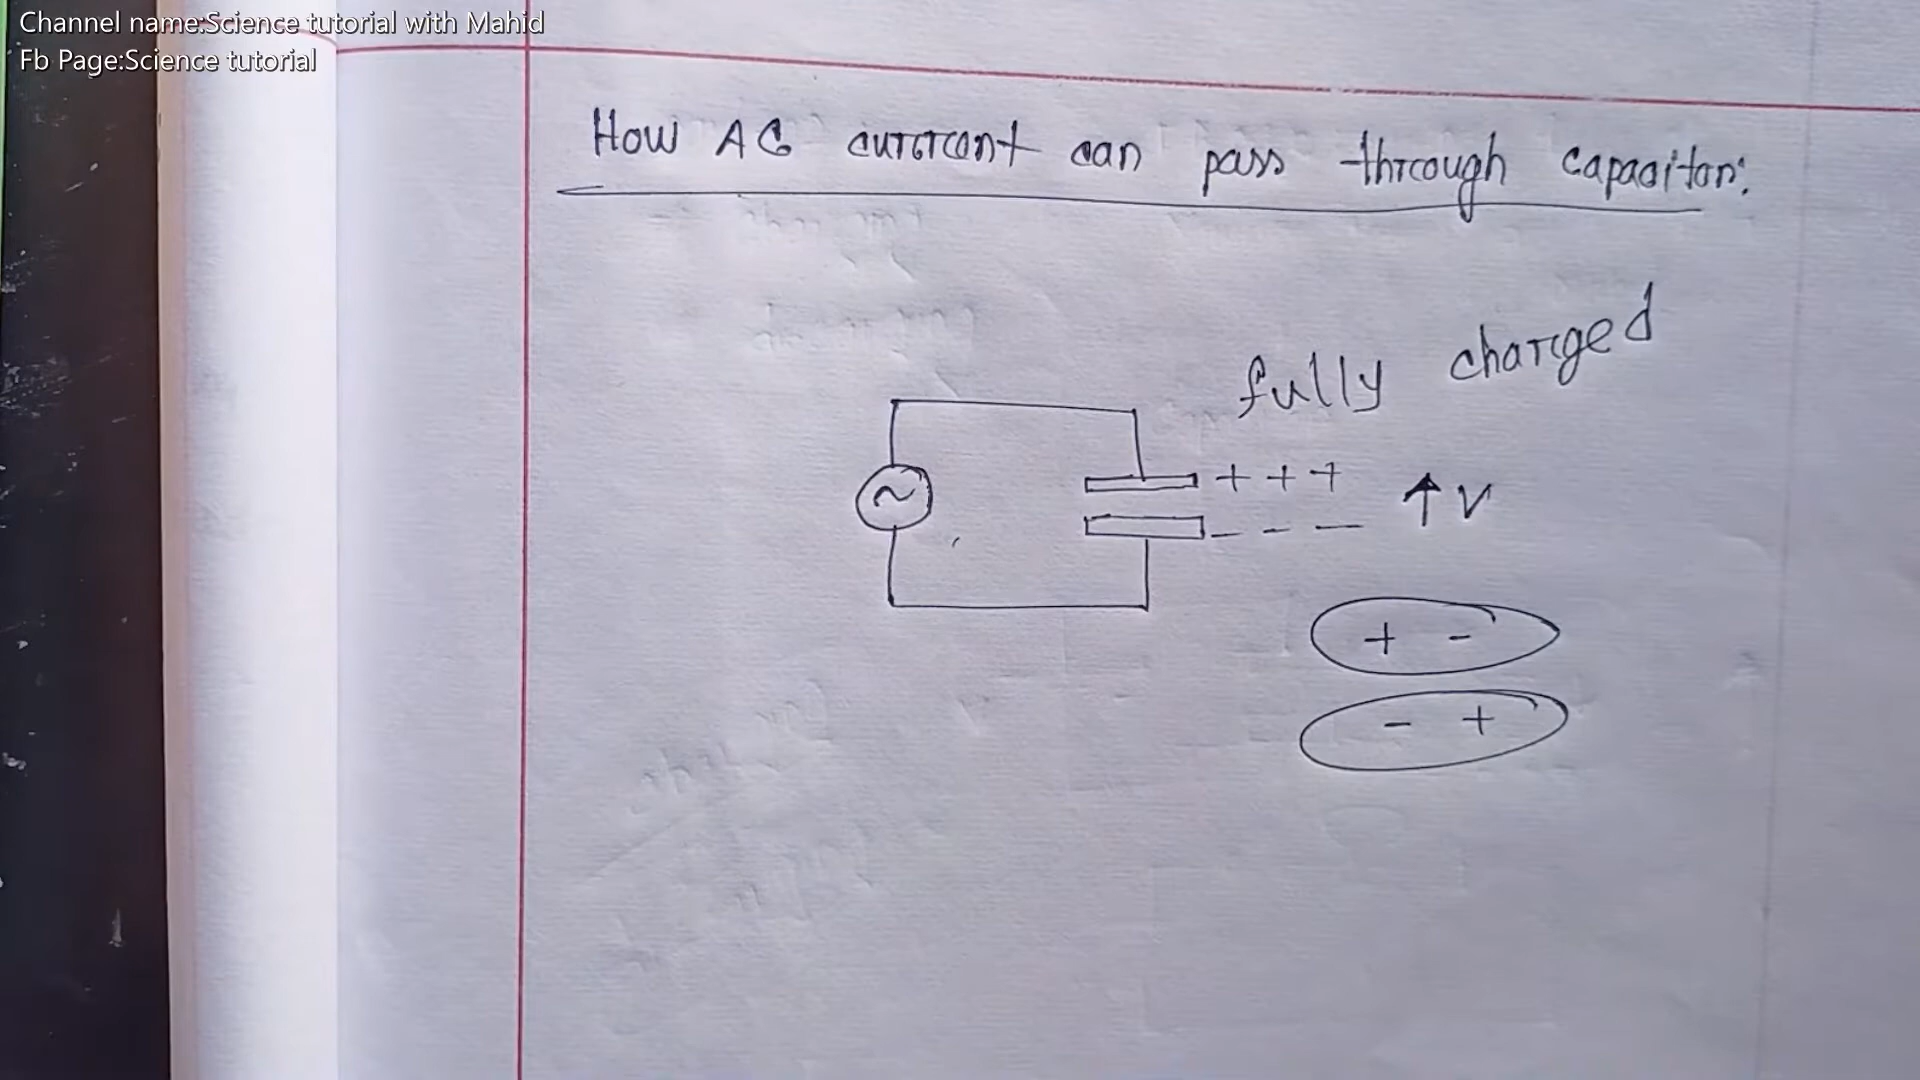 Channel name:Science tutorial with Mahid
Fb Page:Science tutorial
How AC current can pass through capacitor:
fully charged
+ + +
- - -
↑ V
+ -
- +